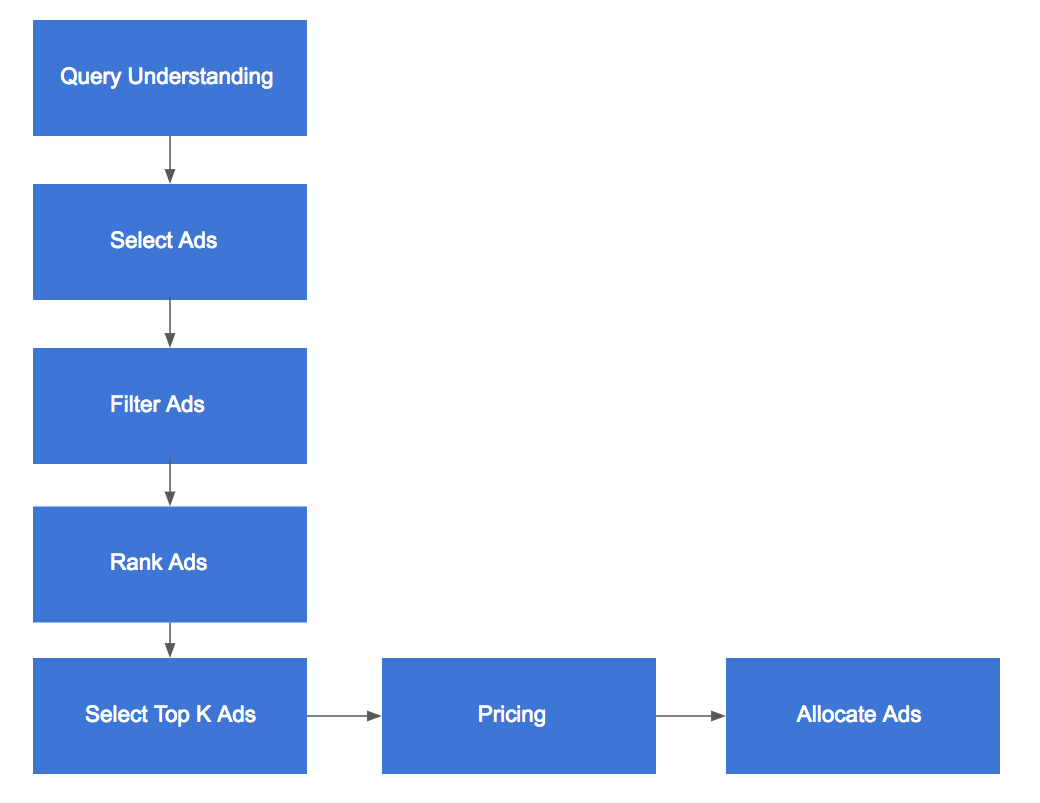 Query Understanding
Select Ads
Filter Ads
Rank Ads
Select Top K Ads
Pricing
Allocate Ads